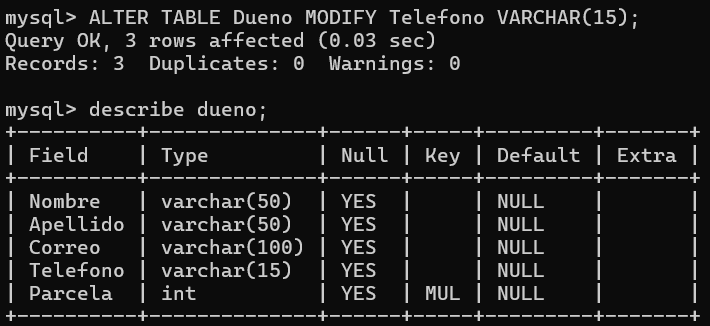 mysql> ALTER TABLE Dueno MODIFY Telefono VARCHAR(15);
Query OK, 3 rows affected (0.03 sec)
Records: 3  Duplicates: 0  Warnings: 0

mysql> describe dueno;
+----------+--------------+------+-----+---------+-------+
| Field    | Type         | Null | Key | Default | Extra |
+----------+--------------+------+-----+---------+-------+
| Nombre   | varchar(50)  | YES  |     | NULL    |       |
| Apellido | varchar(50)  | YES  |     | NULL    |       |
| Correo   | varchar(100) | YES  |     | NULL    |       |
| Telefono | varchar(15)  | YES  |     | NULL    |       |
| Parcela  | int          | YES  | MUL | NULL    |       |
+----------+--------------+------+-----+---------+-------+